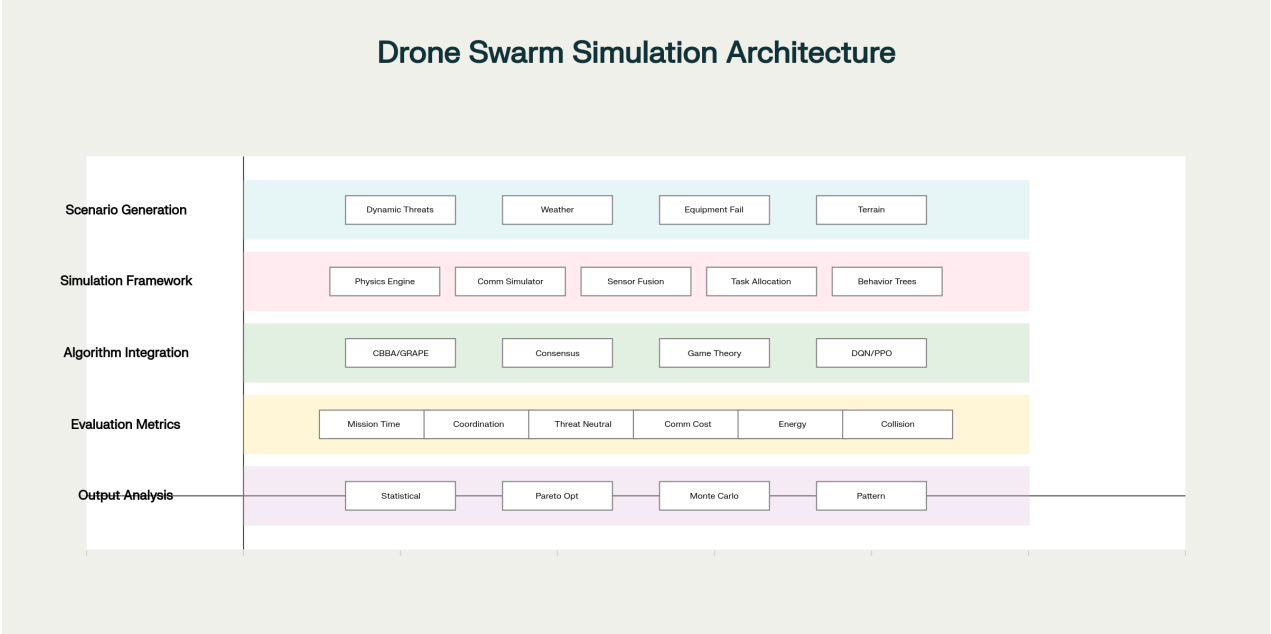 Drone Swarm Simulation Architecture
Scenario Generation
Dynamic Threats
Weather
Equipment Fail
Terrain
Simulation Framework
Physics Engine
Comm Simulator
Sensor Fusion
Task Allocation
Behavior Trees
Algorithm Integration
CBBA/GRAPE
Consensus
Game Theory
DQN/PPO
Evaluation Metrics
Mission Time
Coordination
Threat Neutral
Comm Cost
Energy
Collision
Output Analysis
Statistical
Pareto Opt
Monte Carlo
Pattern